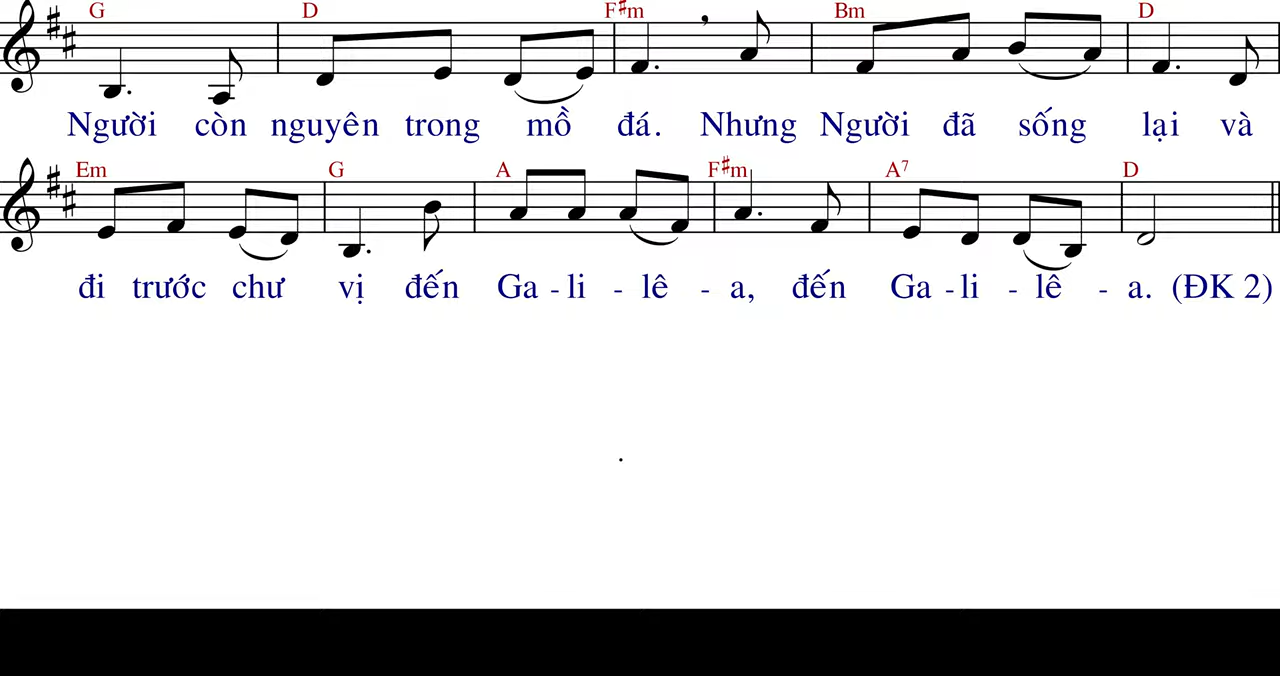 G D F♯m Bm D
Người còn nguyên trong mồ đá. Nhưng Người đã sống lại và
Em G A F♯m A7 D
đi trước chư vị đến Ga - li - lê - a, đến Ga - li - lê - a. (ĐK 2)
.